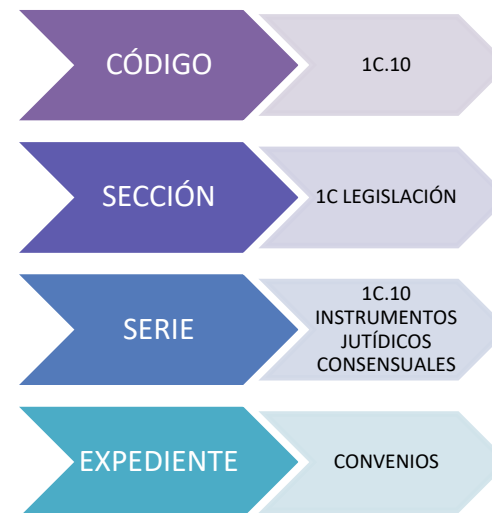 CÓDIGO
1C.10
SECCIÓN
1C LEGISLACIÓN
SERIE
1C.10
INSTRUMENTOS
JUTÍDICOS
CONSENSUALES
EXPEDIENTE
CONVENIOS